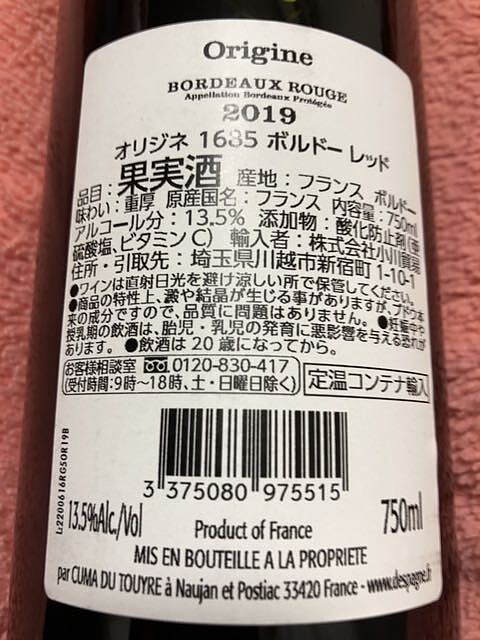 Origine
BORDEAUX ROUGE
Appellation Bordeaux Protégée
2019
オリジネ 1685 ボルドー レッド
品目：果実酒 産地：フランス ボルドー
味わい：重厚 原産国名：フランス 内容量：750ml
アルコール分：13.5% 添加物：酸化防止剤（亜
硫酸塩、ビタミンC） 輸入者：株式会社小川貿易
住所・引取先：埼玉県川越市新宿町 1-10-1
●ワインは直射日光を避け涼しい所で保管してください。
●商品の特性上、澱や結晶が生じる事がありますが、ブドウ本
来の成分ですので、品質に問題はありません。●妊娠中や
授乳期の飲酒は、胎児・乳児の発育に悪影響を与える恐れが
あります。 ●飲酒は20歳になってから。
お客様相談室 0120-830-417
(受付時間:9時～18時、土・日曜日除く)
定温コンテナ輸入
L:2200616RG5OR19B
3 375080 975515
13.5%Alc./Vol
Product of France
750ml
MIS EN BOUTEILLE A LA PROPRIETE
par CUMA DU TOUYRE à Naujan et Postiac 33420 France - www.despagne.fr